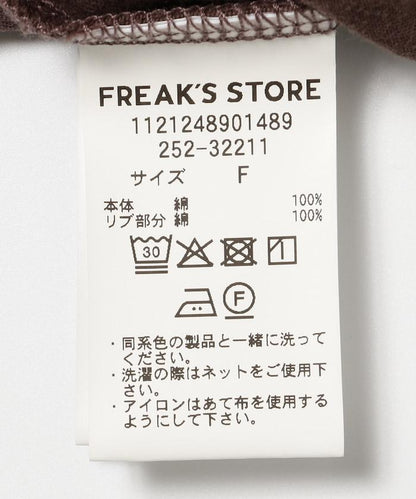 FREAK'S STORE
1121248901489
252-32211
サイズ F
本体 綿 100%
リブ部分 綿 100%
30
F
・同系色の製品と一緒に洗って
ください。
・洗濯の際はネットをご使用下
さい。
・アイロンはあて布を使用する
ようにして下さい。